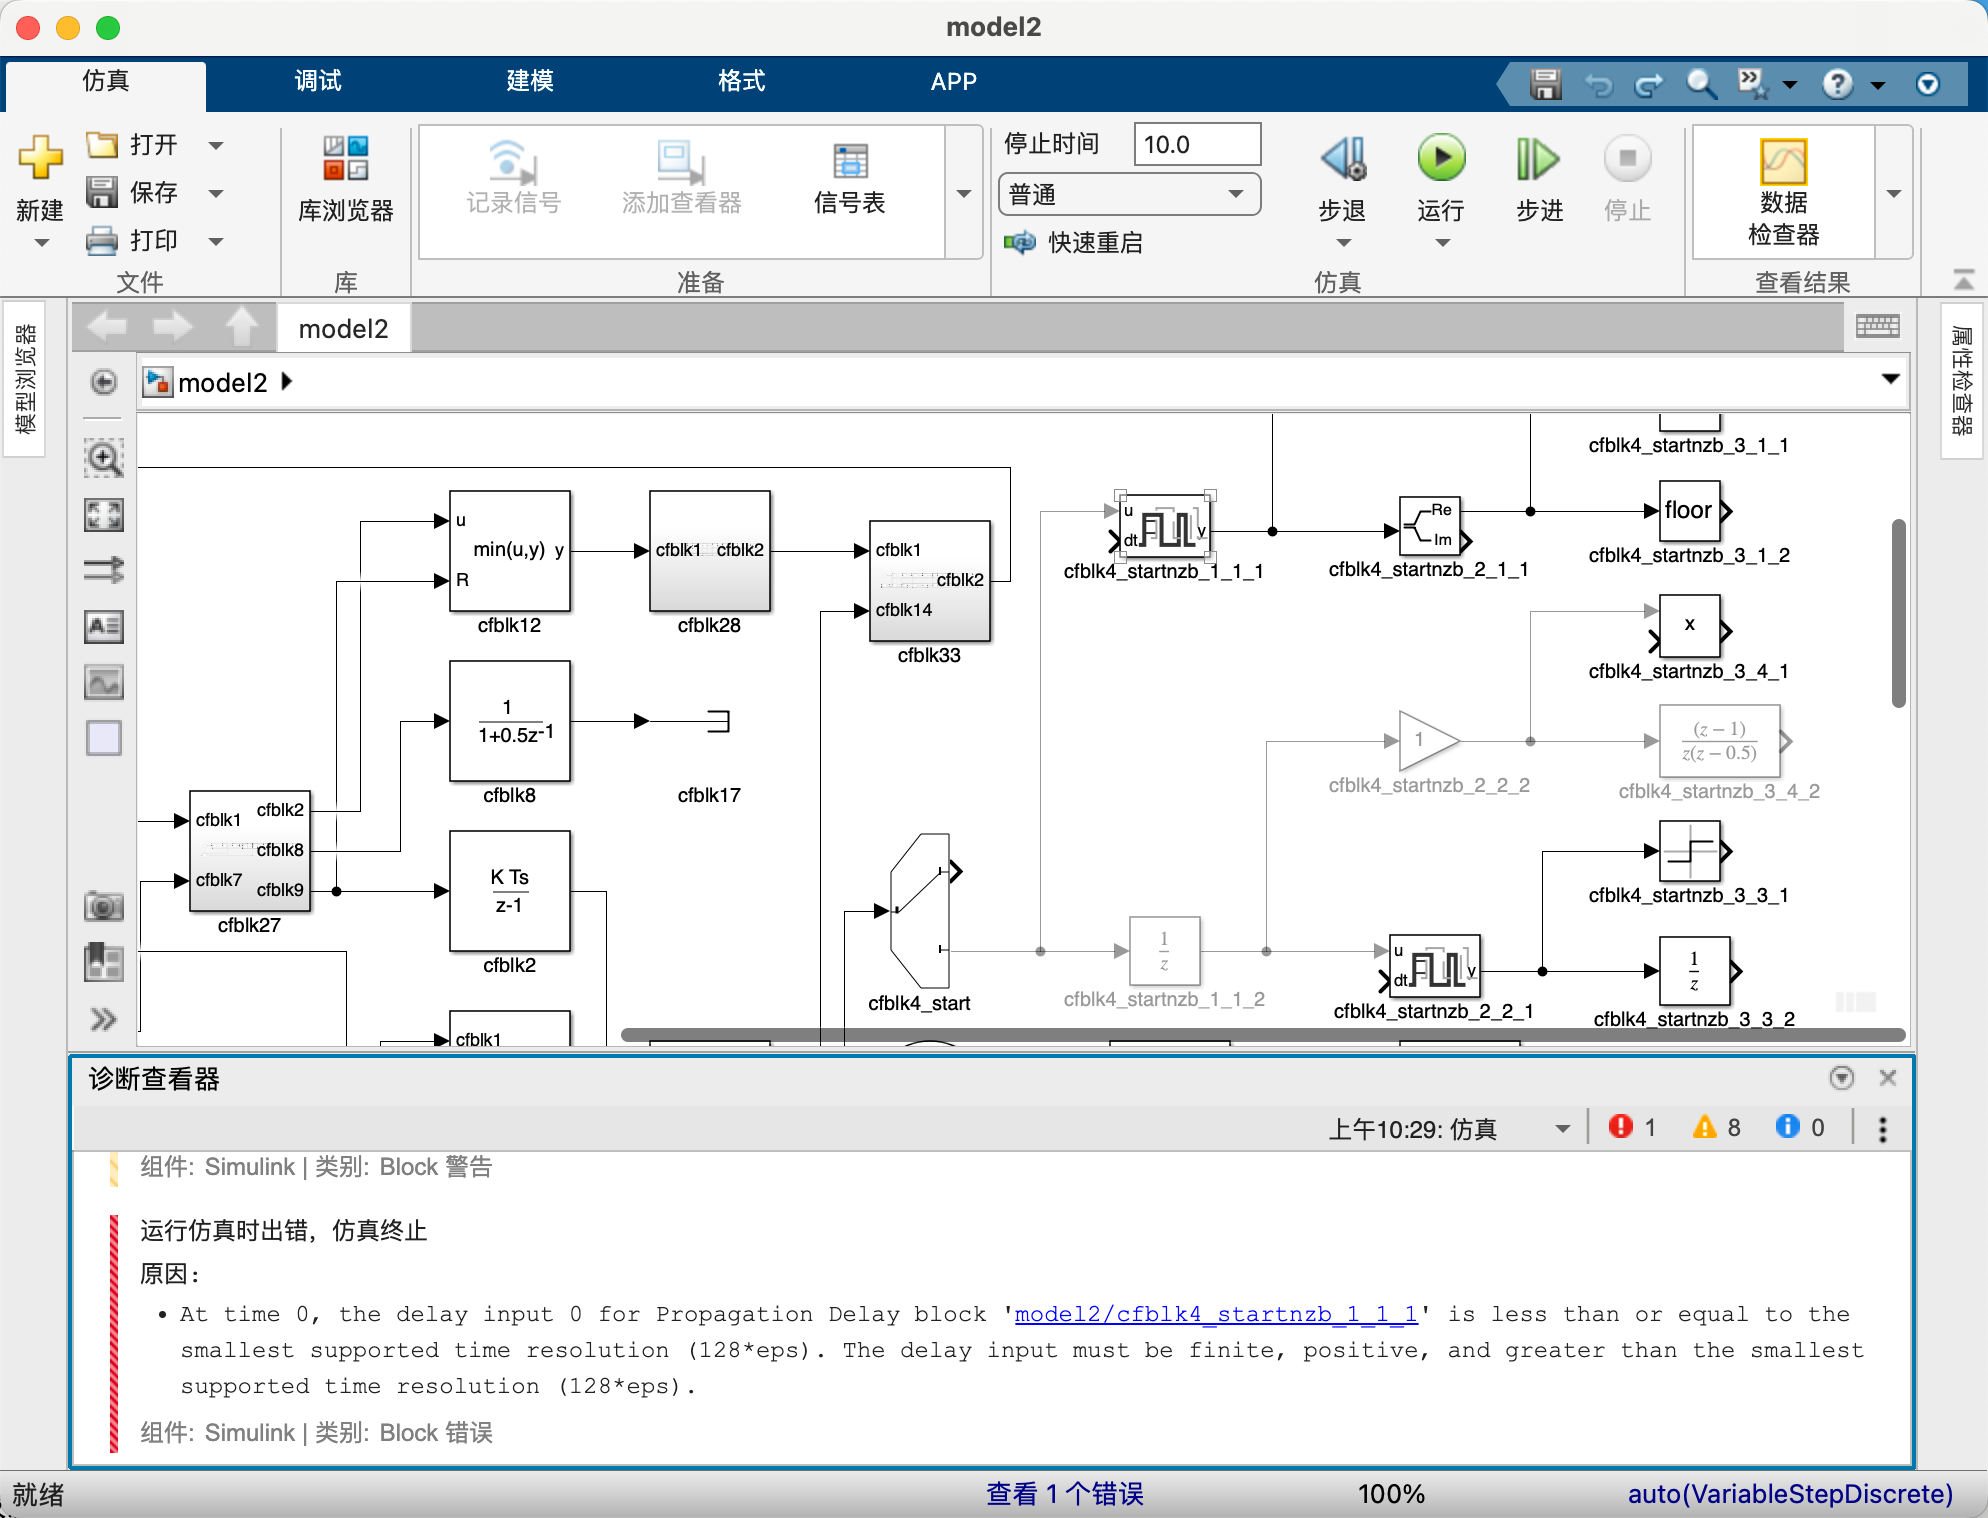 model2
仿真
调试
建模
格式
APP
新建
打开
保存
打印
文件
库浏览器
库
记录信号
添加查看器
信号表
准备
停止时间
10.0
普通
快速重启
步退
运行
步进
停止
仿真
数据
检查器
查看结果
模型浏览器
属性检查器
model2
model2
u
min(u,y) y
R
cfblk12
cfblk1 cfblk2
cfblk28
cfblk1
cfblk2
cfblk14
cfblk33
1
1+0.5z-1
cfblk8
cfblk17
cfblk1
cfblk2
cfblk8
cfblk7
cfblk9
cfblk27
K Ts
z-1
cfblk2
cfblk1
cfblk4_start
u
dt
y
cfblk4_startnzb_1_1_1
Re
Im
cfblk4_startnzb_2_1_1
cfblk4_startnzb_3_1_1
floor
cfblk4_startnzb_3_1_2
x
cfblk4_startnzb_3_4_1
1
cfblk4_startnzb_2_2_2
(z − 1)
z(z − 0.5)
cfblk4_startnzb_3_4_2
cfblk4_startnzb_3_3_1
1
z
cfblk4_startnzb_1_1_2
u
dt
y
cfblk4_startnzb_2_2_1
1
z
cfblk4_startnzb_3_3_2
诊断查看器
上午10:29: 仿真
1
8
0
组件: Simulink | 类别: Block 警告
运行仿真时出错，仿真终止
原因:
• At time 0, the delay input 0 for Propagation Delay block 'model2/cfblk4_startnzb_1_1_1' is less than or equal to the
smallest supported time resolution (128*eps). The delay input must be finite, positive, and greater than the smallest
supported time resolution (128*eps).
组件: Simulink | 类别: Block 错误
就绪
查看 1 个错误
100%
auto(VariableStepDiscrete)